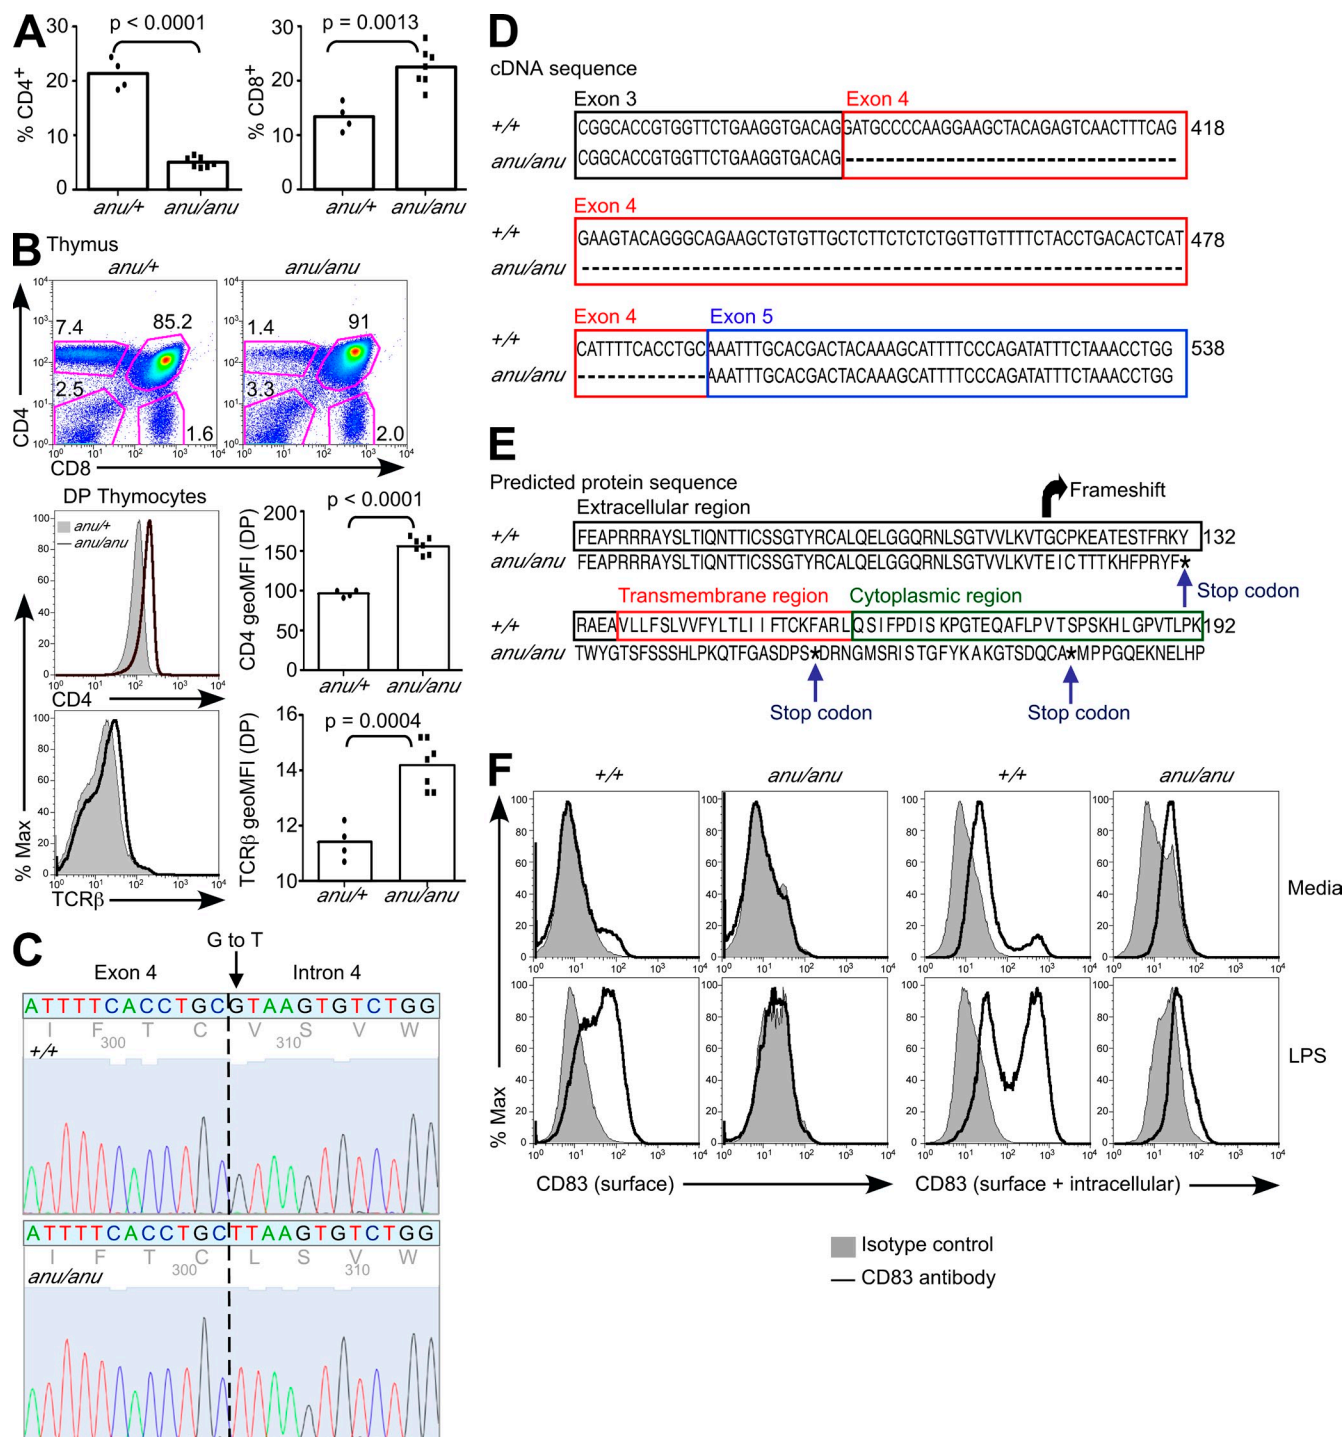 A
p < 0.0001
% CD4+
30
20
10
0
anu/+
anu/anu
p = 0.0013
% CD8+
30
20
10
0
anu/+
anu/anu
B
Thymus
anu/+
anu/anu
7.4
85.2
2.5
1.6
1.4
91
3.3
2.0
CD4
CD8
DP Thymocytes
anu/+
anu/anu
CD4
TCRβ
% Max
p < 0.0001
CD4 geoMFI (DP)
200
150
100
50
0
anu/+
anu/anu
p = 0.0004
TCRβ geoMFI (DP)
16
14
12
10
anu/+
anu/anu
C
G to T
Exon 4
Intron 4
ATTTTCACCTGCGTAAGTGTCTGG
I F T C V S V W
300
310
+/+
ATTTTCACCTGCTTAAGTGTCTGG
I F T C L S V W
300
310
anu/anu
D
cDNA sequence
Exon 3
Exon 4
+/+ CGGCACCGTGGTTCTGAAGGTGACAGGATGCCCCAAGGAAGCTACAGAGTCAACTTTCAG 418
anu/anu CGGCACCGTGGTTCTGAAGGTGACAG
Exon 4
+/+ GAAGTACAGGGCAGAAGCTGTGTTGCTCTTCTCTCTGGTTGTTTTCTACCTGACACTCAT 478
anu/anu
Exon 4
Exon 5
+/+ CATTTTCACCTGCAAATTTGCACGACTACAAAGCATTTTCCCAGATATTTCTAAACCTGG 538
anu/anu AAATTTGCACGACTACAAAGCATTTTCCCAGATATTTCTAAACCTGG
E
Predicted protein sequence
Extracellular region
Frameshift
+/+ FEAPRRRAYSLTIQNTTICSSGTYRCALQELGGQRNLSGTVVLKVTGCPKEATESTFRKY 132
anu/anu FEAPRRRAYSLTIQNTTICSSGTYRCALQELGGQRNLSGTVVLKVTEICTTTKHFPRYF*
Stop codon
Transmembrane region
Cytoplasmic region
+/+ RAEAVLLFSLVVFYLTLIIFTCKFARLQSIFPDISKPGTEQAFLPVTSPSKHLGPVTLPK 192
anu/anu TWYGTSFSSSHLPKQTFGASDPS*DRNGMSRISTGFYKAKGTSDQCA*MPPGQEKNELHP
Stop codon
Stop codon
F
+/+
anu/anu
+/+
anu/anu
Media
LPS
% Max
CD83 (surface)
CD83 (surface + intracellular)
Isotype control
CD83 antibody